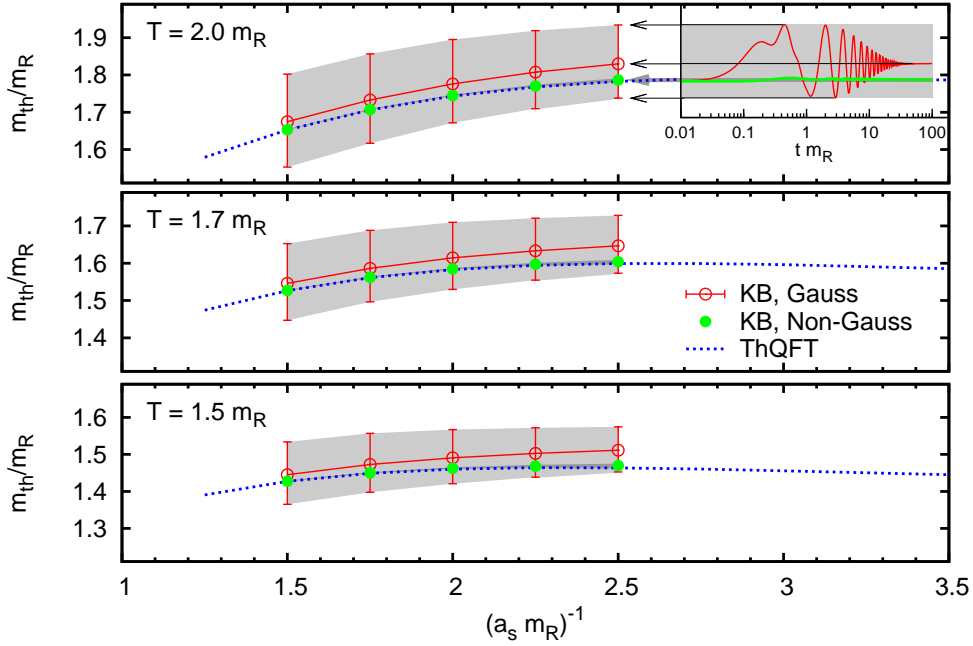 T = 2.0 m_R
m_th/m_R
1.9
1.8
1.7
1.6
0.01
0.1
1
10
100
t m_R
T = 1.7 m_R
m_th/m_R
1.7
1.6
1.5
1.4
KB, Gauss
KB, Non-Gauss
ThQFT
T = 1.5 m_R
m_th/m_R
1.6
1.5
1.4
1.3
1
1.5
2
2.5
3
3.5
(a_s m_R)^-1